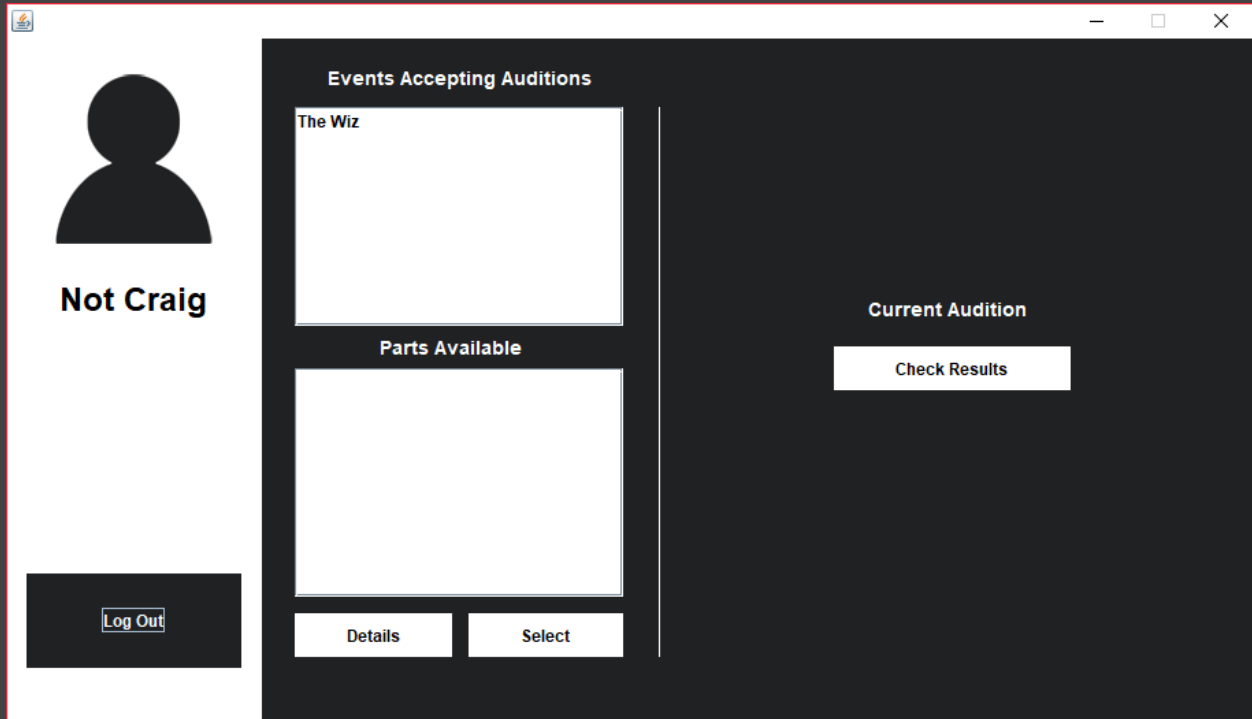 Not Craig
Log Out
Events Accepting Auditions
The Wiz
Parts Available
Details
Select
Current Audition
Check Results